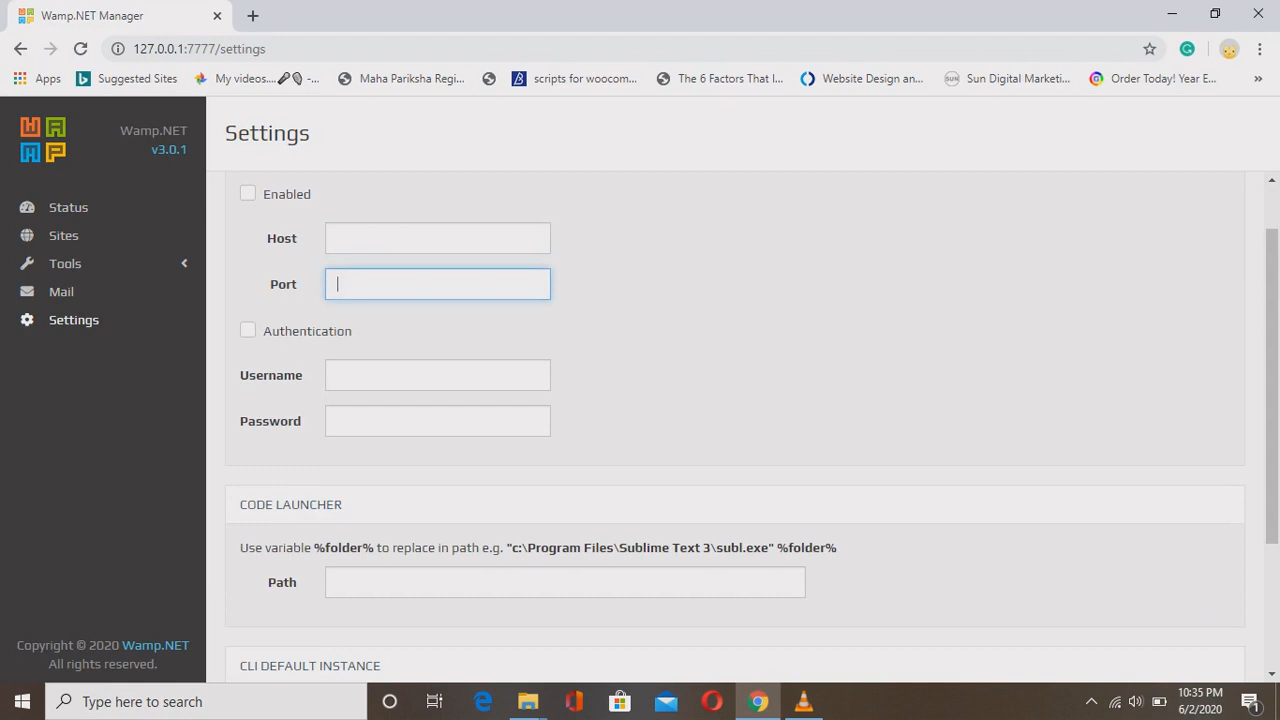 Wamp.NET Manager
127.0.0.1:7777/settings
Apps
Suggested Sites
My videos....🎤🎙 -...
Maha Pariksha Regi...
scripts for woocom...
The 6 Factors That I...
Website Design an...
Sun Digital Marketi...
Order Today! Year E...
»
Wamp.NET
v3.0.1
Status
Sites
Tools
Mail
Settings
Copyright © 2020 Wamp.NET
All rights reserved.
Settings
Enabled
Host
Port
Authentication
Username
Password
CODE LAUNCHER
Use variable %folder% to replace in path e.g. "c:\Program Files\Sublime Text 3\subl.exe" %folder%
Path
CLI DEFAULT INSTANCE
Type here to search
10:35 PM
6/2/2020
1